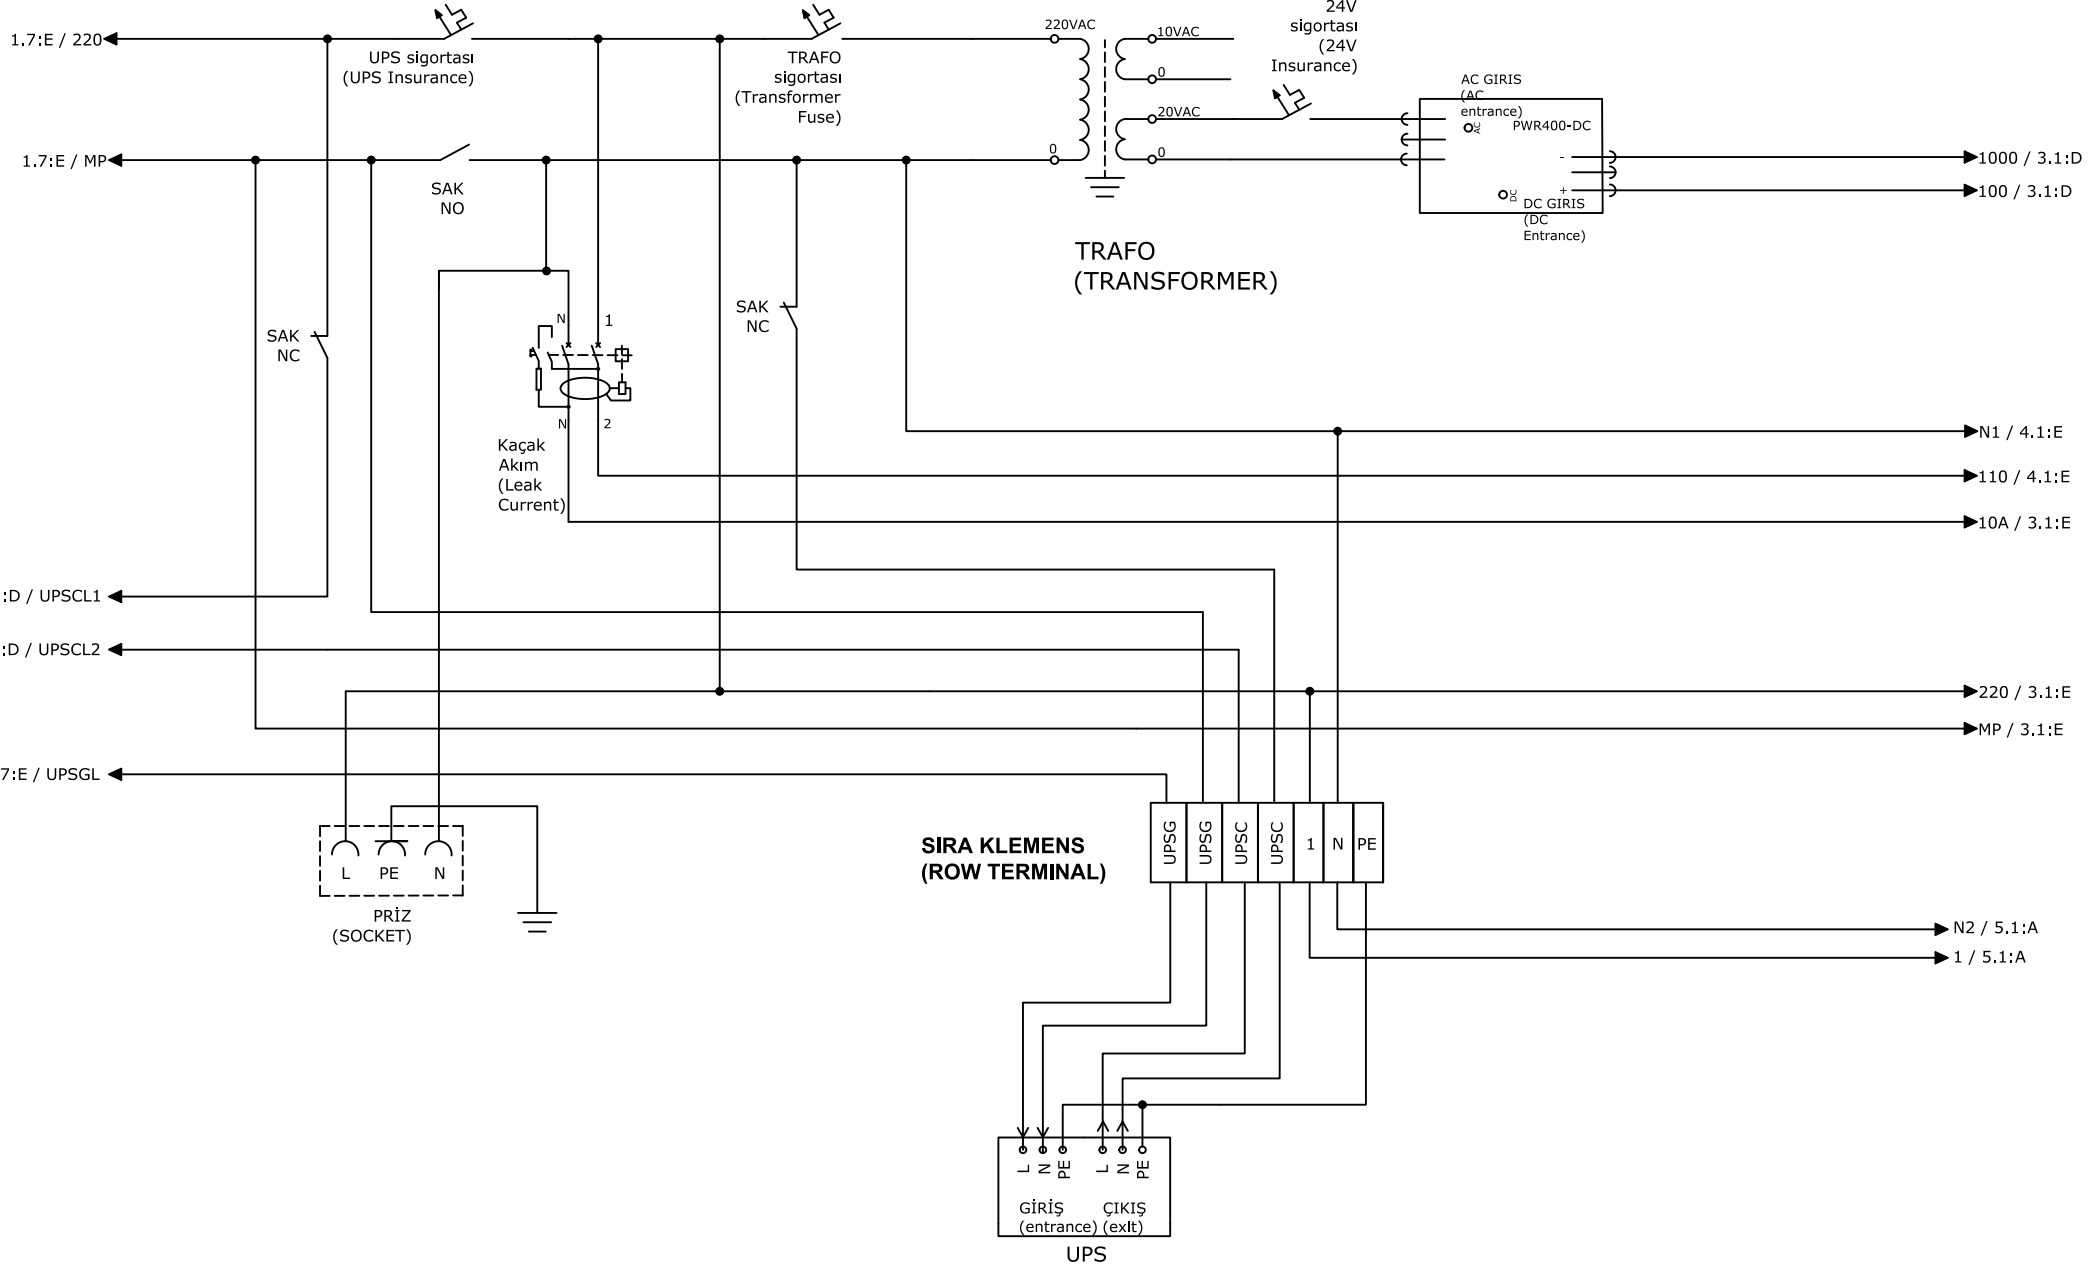 24V
sigortası
(24V
Insurance)
1.7:E / 220
UPS sigortası
(UPS Insurance)
TRAFO
sigortası
(Transformer
Fuse)
220VAC
10VAC
0
20VAC
0
0
AC GIRIS
(AC
entrance)
AC
PWR400-DC
-
+
DC
DC GIRIS
(DC
Entrance)
1000 / 3.1:D
100 / 3.1:D
1.7:E / MP
SAK
NO
TRAFO
(TRANSFORMER)
SAK
NC
SAK
NC
N
1
N
2
Kaçak
Akım
(Leak
Current)
N1 / 4.1:E
110 / 4.1:E
10A / 3.1:E
:D / UPSCL1
:D / UPSCL2
220 / 3.1:E
MP / 3.1:E
7:E / UPSGL
L
PE
N
PRİZ
(SOCKET)
SIRA KLEMENS
(ROW TERMINAL)
UPSG
UPSG
UPSC
UPSC
1
N
PE
N2 / 5.1:A
1 / 5.1:A
L
N
PE
L
N
PE
GİRİŞ
(entrance)
ÇIKIŞ
(exIt)
UPS